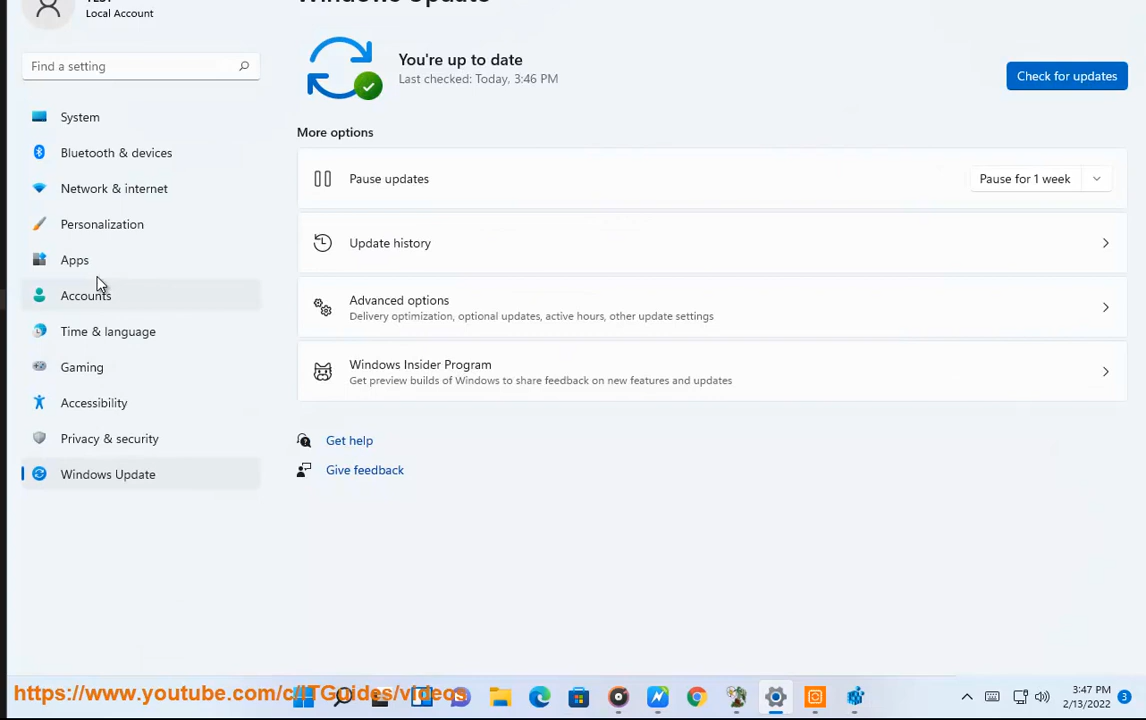 Windows Update
Local Account
Find a setting
You're up to date
Last checked: Today, 3:46 PM
Check for updates
System
Bluetooth & devices
Network & internet
Personalization
Apps
Accounts
Time & language
Gaming
Accessibility
Privacy & security
Windows Update
More options
Pause updates
Pause for 1 week
Update history
Advanced options
Delivery optimization, optional updates, active hours, other update settings
Windows Insider Program
Get preview builds of Windows to share feedback on new features and updates
Get help
Give feedback
https://www.youtube.com/c/ITGuides/videos
3:47 PM
2/13/2022
3